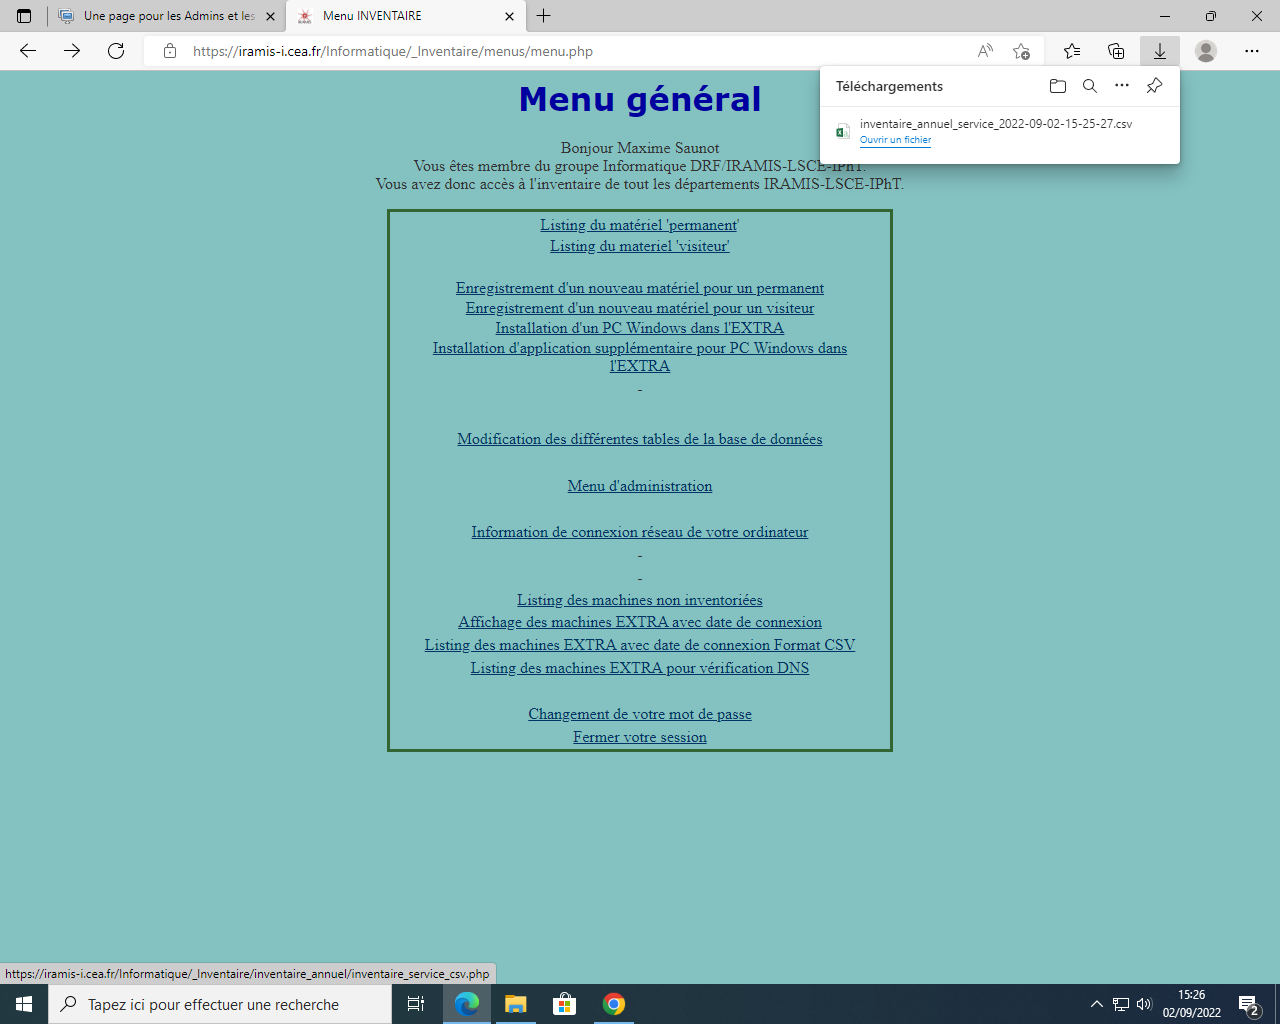 Une page pour les Admins et les
Menu INVENTAIRE
https://iramis-i.cea.fr/Informatique/_Inventaire/menus/menu.php
Téléchargements
inventaire_annuel_service_2022-09-02-15-25-27.csv
Ouvrir un fichier
Menu général
Bonjour Maxime Saunot
Vous êtes membre du groupe Informatique DRF/IRAMIS-LSCE-IPhT.
Vous avez donc accès à l'inventaire de tout les départements IRAMIS-LSCE-IPhT.
Listing du matériel 'permanent'
Listing du materiel 'visiteur'
Enregistrement d'un nouveau matériel pour un permanent
Enregistrement d'un nouveau matériel pour un visiteur
Installation d'un PC Windows dans l'EXTRA
Installation d'application supplémentaire pour PC Windows dans
l'EXTRA
-
Modification des différentes tables de la base de données
Menu d'administration
Information de connexion réseau de votre ordinateur
-
-
Listing des machines non inventoriées
Affichage des machines EXTRA avec date de connexion
Listing des machines EXTRA avec date de connexion Format CSV
Listing des machines EXTRA pour vérification DNS
Changement de votre mot de passe
Fermer votre session
https://iramis-i.cea.fr/Informatique/_Inventaire/inventaire_annuel/inventaire_service_csv.php
Tapez ici pour effectuer une recherche
15:26
02/09/2022
2